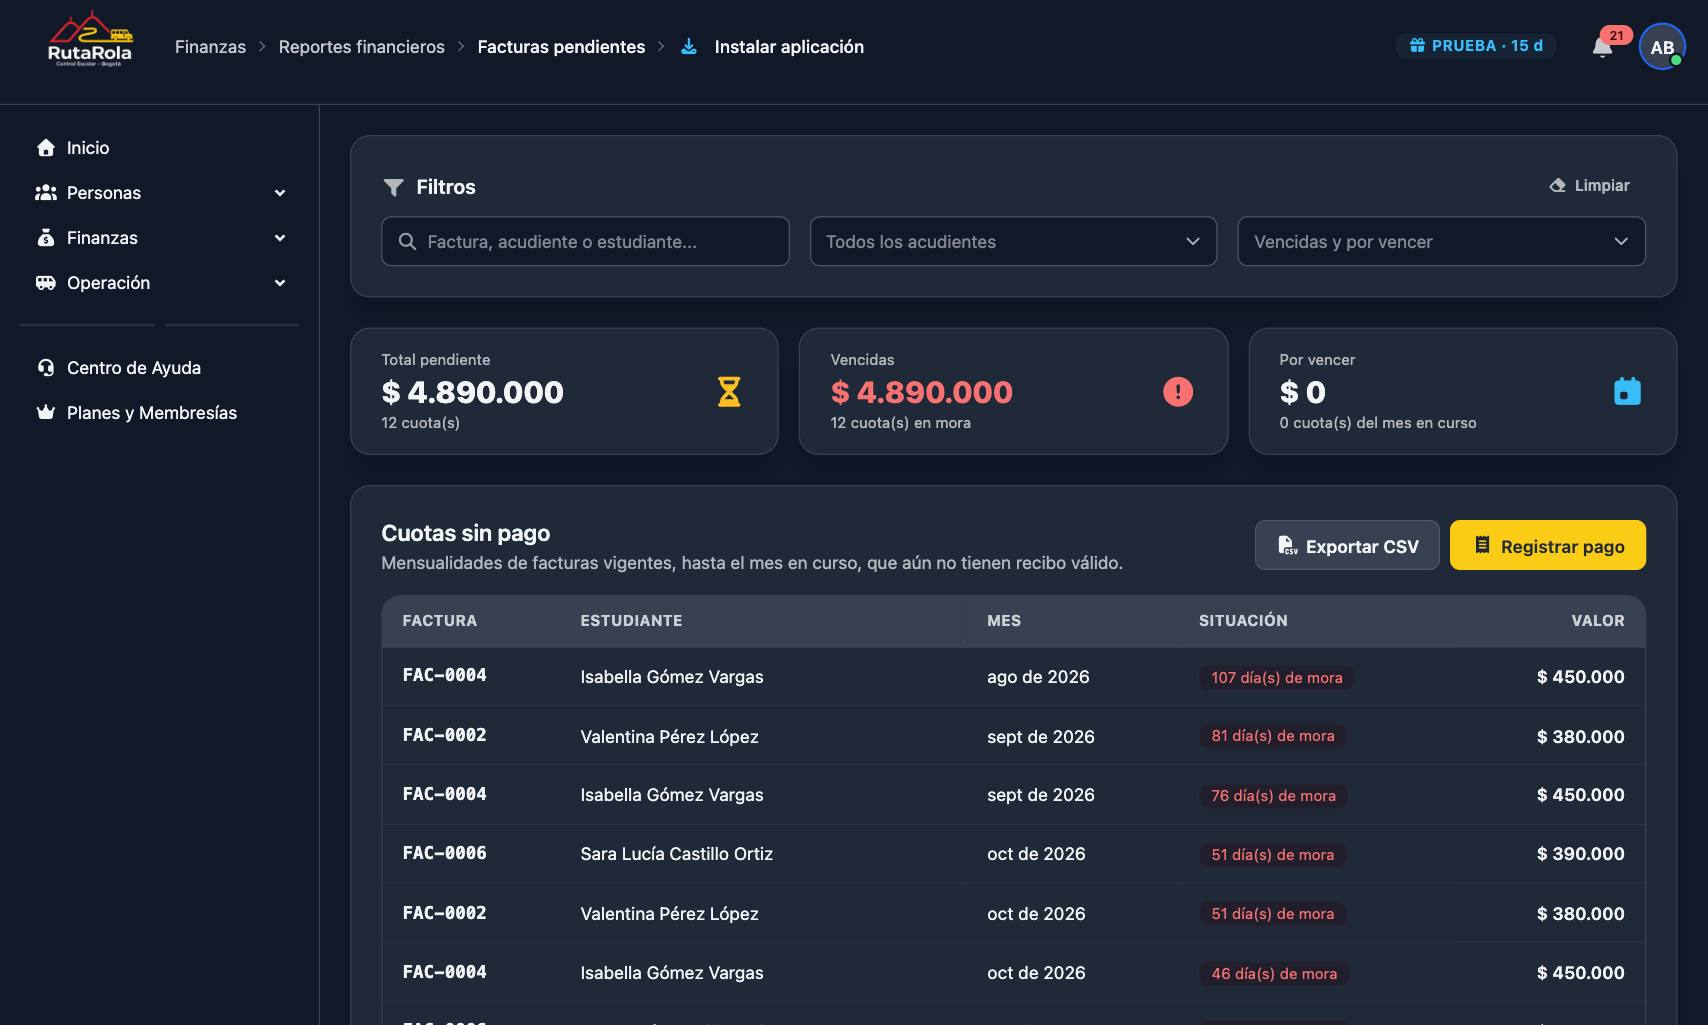 RutaRola
Control Escolar - Bogotá
Finanzas
Reportes financieros
Facturas pendientes
Instalar aplicación
PRUEBA · 15 d
21
AB
Inicio
Personas
Finanzas
Operación
Centro de Ayuda
Planes y Membresías
Filtros
Limpiar
Factura, acudiente o estudiante...
Todos los acudientes
Vencidas y por vencer
Total pendiente
$ 4.890.000
12 cuota(s)
Vencidas
$ 4.890.000
12 cuota(s) en mora
Por vencer
$ 0
0 cuota(s) del mes en curso
Cuotas sin pago
Mensualidades de facturas vigentes, hasta el mes en curso, que aún no tienen recibo válido.
Exportar CSV
Registrar pago
FACTURA ESTUDIANTE MES SITUACIÓN VALOR
FAC-0004 Isabella Gómez Vargas ago de 2026 107 día(s) de mora $ 450.000
FAC-0002 Valentina Pérez López sept de 2026 81 día(s) de mora $ 380.000
FAC-0004 Isabella Gómez Vargas sept de 2026 76 día(s) de mora $ 450.000
FAC-0006 Sara Lucía Castillo Ortiz oct de 2026 51 día(s) de mora $ 390.000
FAC-0002 Valentina Pérez López oct de 2026 51 día(s) de mora $ 380.000
FAC-0004 Isabella Gómez Vargas oct de 2026 46 día(s) de mora $ 450.000